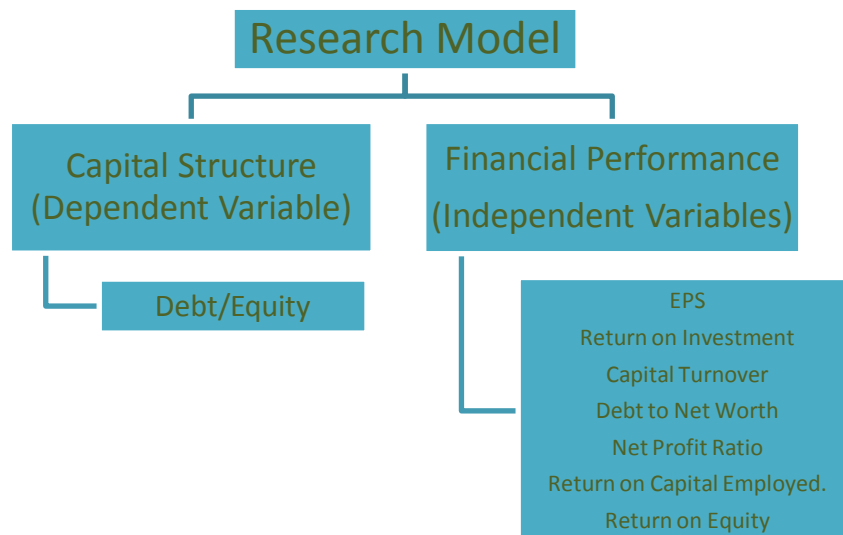 Research Model
Capital Structure
(Dependent Variable)
Financial Performance
(Independent Variables)
Debt/Equity
EPS
Return on Investment
Capital Turnover
Debt to Net Worth
Net Profit Ratio
Return on Capital Employed.
Return on Equity